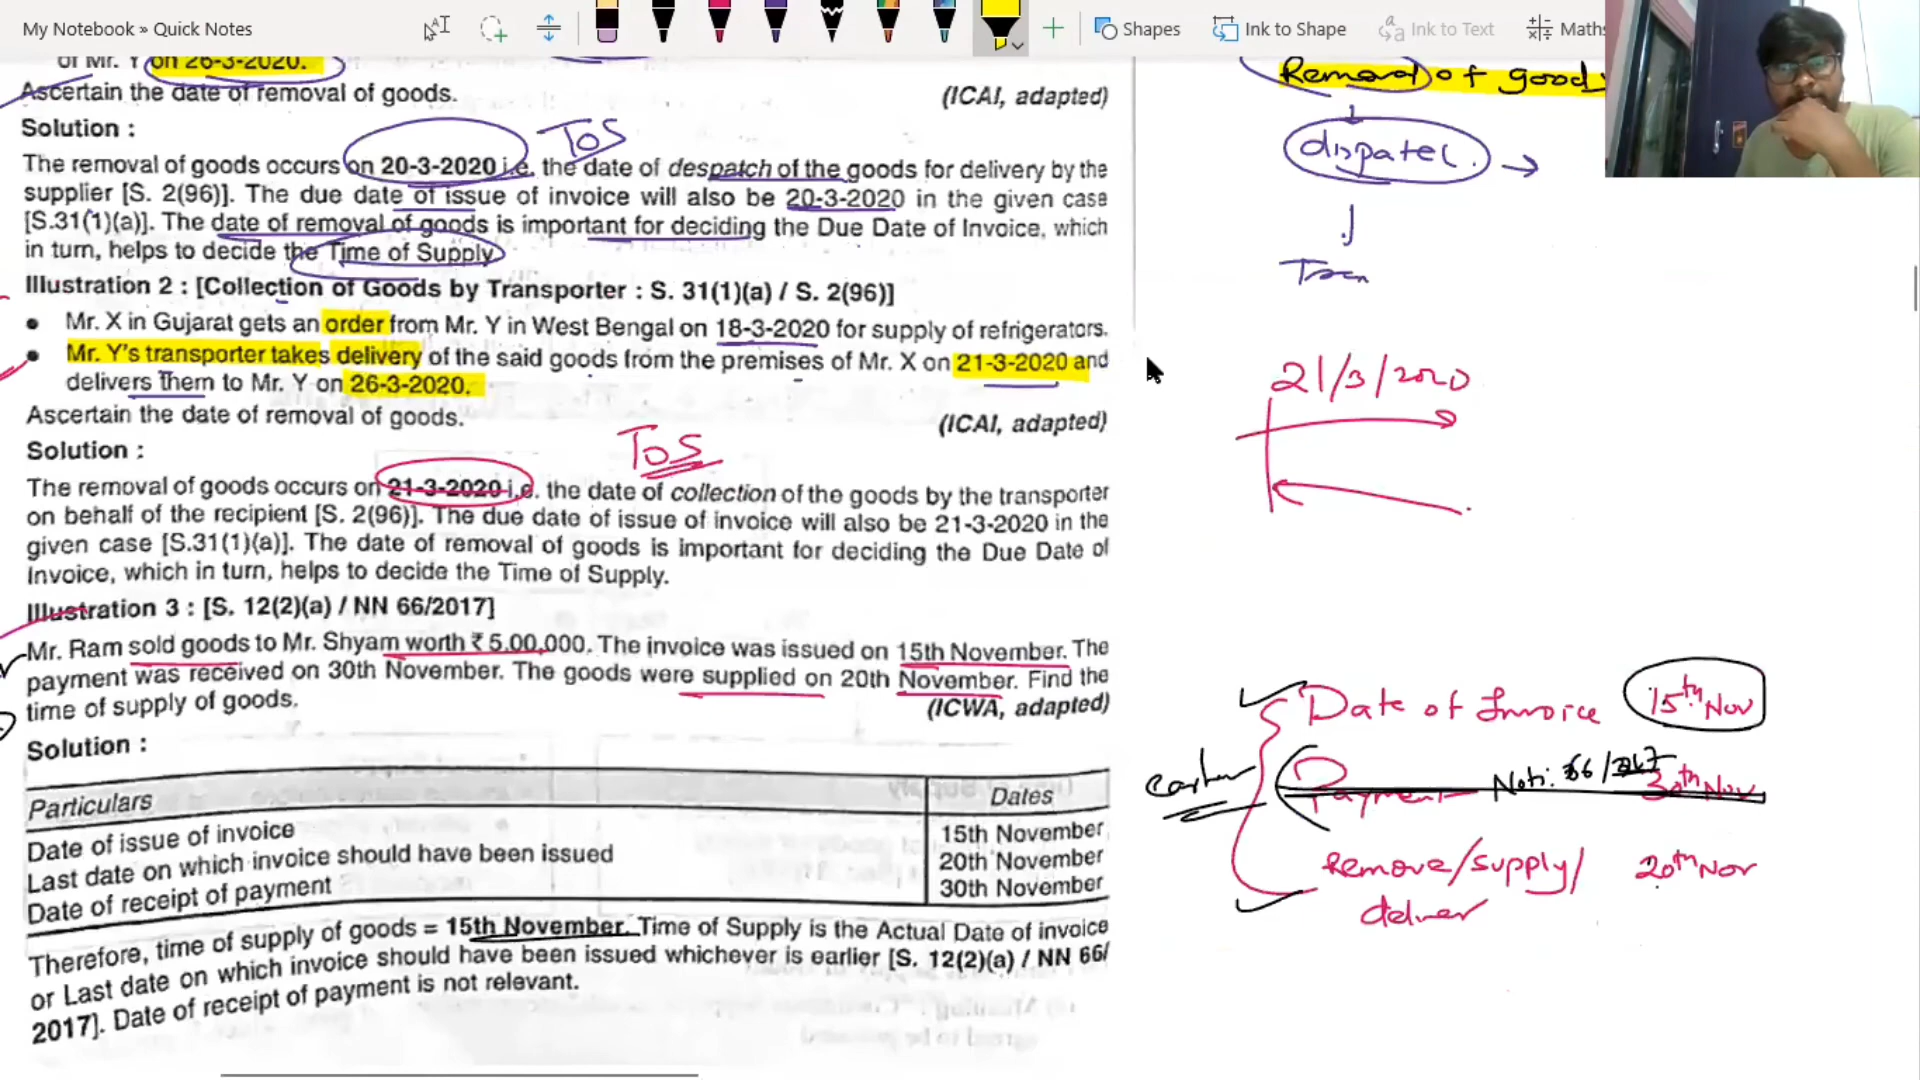 My Notebook » Quick Notes
Shapes
Ink to Shape
Ink to Text
Maths
of Mr. Y on 26-3-2020.
Ascertain the date of removal of goods.
(ICAI, adapted)
Solution :
TOS
The removal of goods occurs on 20-3-2020 i.e. the date of despatch of the goods for delivery by the
supplier [S. 2(96)]. The due date of issue of invoice will also be 20-3-2020 in the given case
[S.31(1)(a)]. The date of removal of goods is important for deciding the Due Date of Invoice, which
in turn, helps to decide the Time of Supply
Illustration 2 : [Collection of Goods by Transporter : S. 31(1)(a) / S. 2(96)]
• Mr. X in Gujarat gets an order from Mr. Y in West Bengal on 18-3-2020 for supply of refrigerators.
• Mr. Y's transporter takes delivery of the said goods from the premises of Mr. X on 21-3-2020 and
delivers them to Mr. Y on 26-3-2020.
Ascertain the date of removal of goods.
(ICAI, adapted)
Solution :
TOS
The removal of goods occurs on 21-3-2020 i.e. the date of collection of the goods by the transporter
on behalf of the recipient [S. 2(96)]. The due date of issue of invoice will also be 21-3-2020 in the
given case [S.31(1)(a)]. The date of removal of goods is important for deciding the Due Date of
Invoice, which in turn, helps to decide the Time of Supply.
Illustration 3 : [S. 12(2)(a) / NN 66/2017]
Mr. Ram sold goods to Mr. Shyam worth ₹ 5,00,000. The invoice was issued on 15th November. The
payment was received on 30th November. The goods were supplied on 20th November. Find the
time of supply of goods.
(ICWA, adapted)
Solution :
Particulars Dates
Date of issue of invoice 15th November
Last date on which invoice should have been issued 20th November
Date of receipt of payment 30th November
Therefore, time of supply of goods = 15th November. Time of Supply is the Actual Date of invoice
or Last date on which invoice should have been issued whichever is earlier [S. 12(2)(a) / NN 66/
2017]. Date of receipt of payment is not relevant.
Removal of goods
dispatch
21/3/2020
Date of Invoice 15th Nov
earlier
Payment Noti. 66/2017 30th Nov
Remove/supply/ 20th Nov
deliver